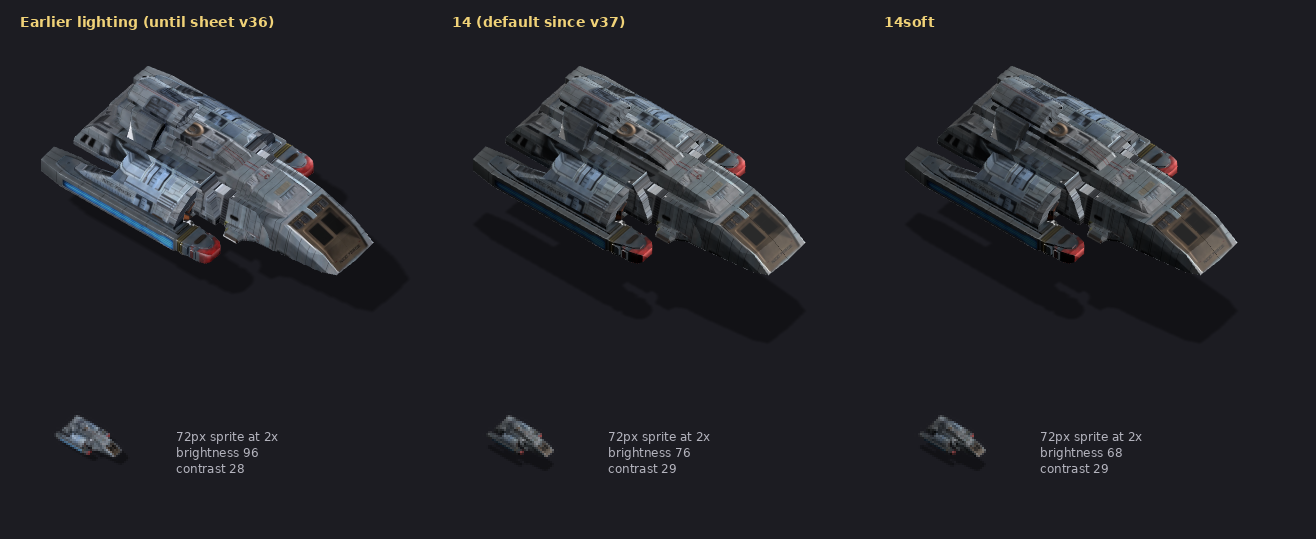 Earlier lighting (until sheet v36)
14 (default since v37)
14soft
72px sprite at 2x
brightness 96
contrast 28
72px sprite at 2x
brightness 76
contrast 29
72px sprite at 2x
brightness 68
contrast 29